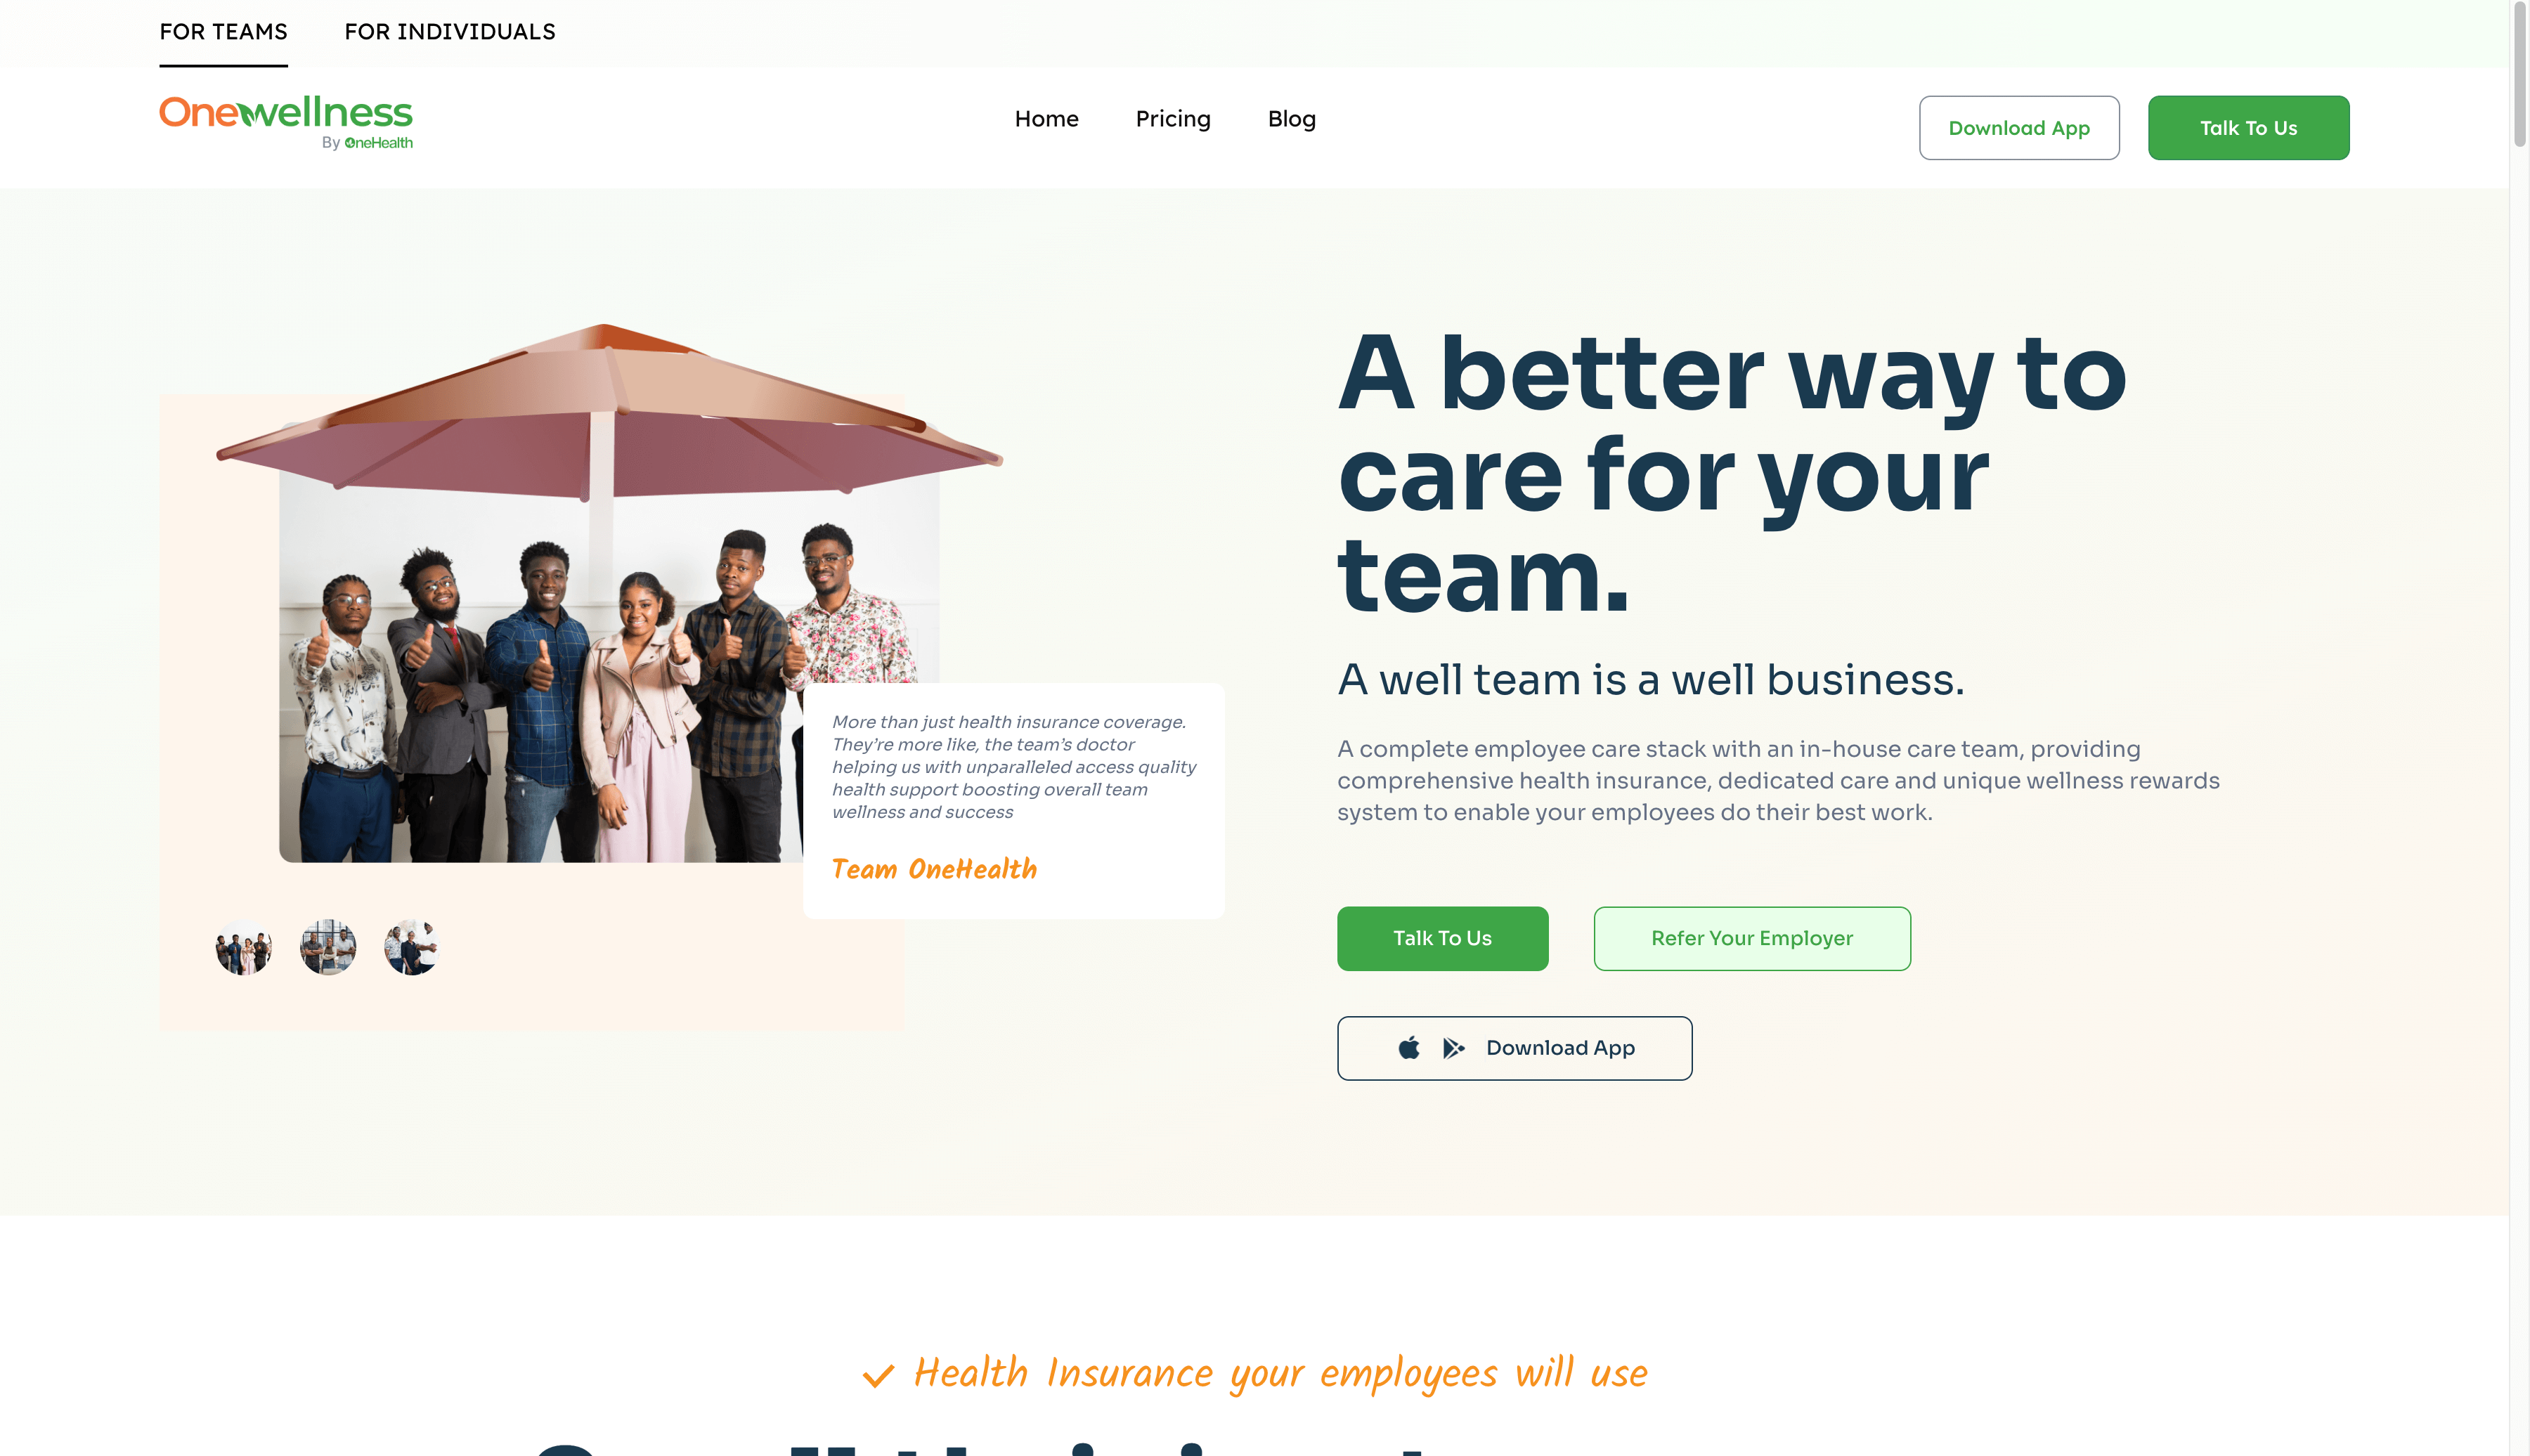 FOR TEAMS
FOR INDIVIDUALS
Onewellness
By OneHealth
Home
Pricing
Blog
Download App
Talk To Us
A better way to
care for your
team.
A well team is a well business.
A complete employee care stack with an in-house care team, providing
comprehensive health insurance, dedicated care and unique wellness rewards
system to enable your employees do their best work.
Talk To Us
Refer Your Employer
Download App
More than just health insurance coverage.
They’re more like, the team’s doctor
helping us with unparalleled access quality
health support boosting overall team
wellness and success
Team OneHealth
Health Insurance your employees will use